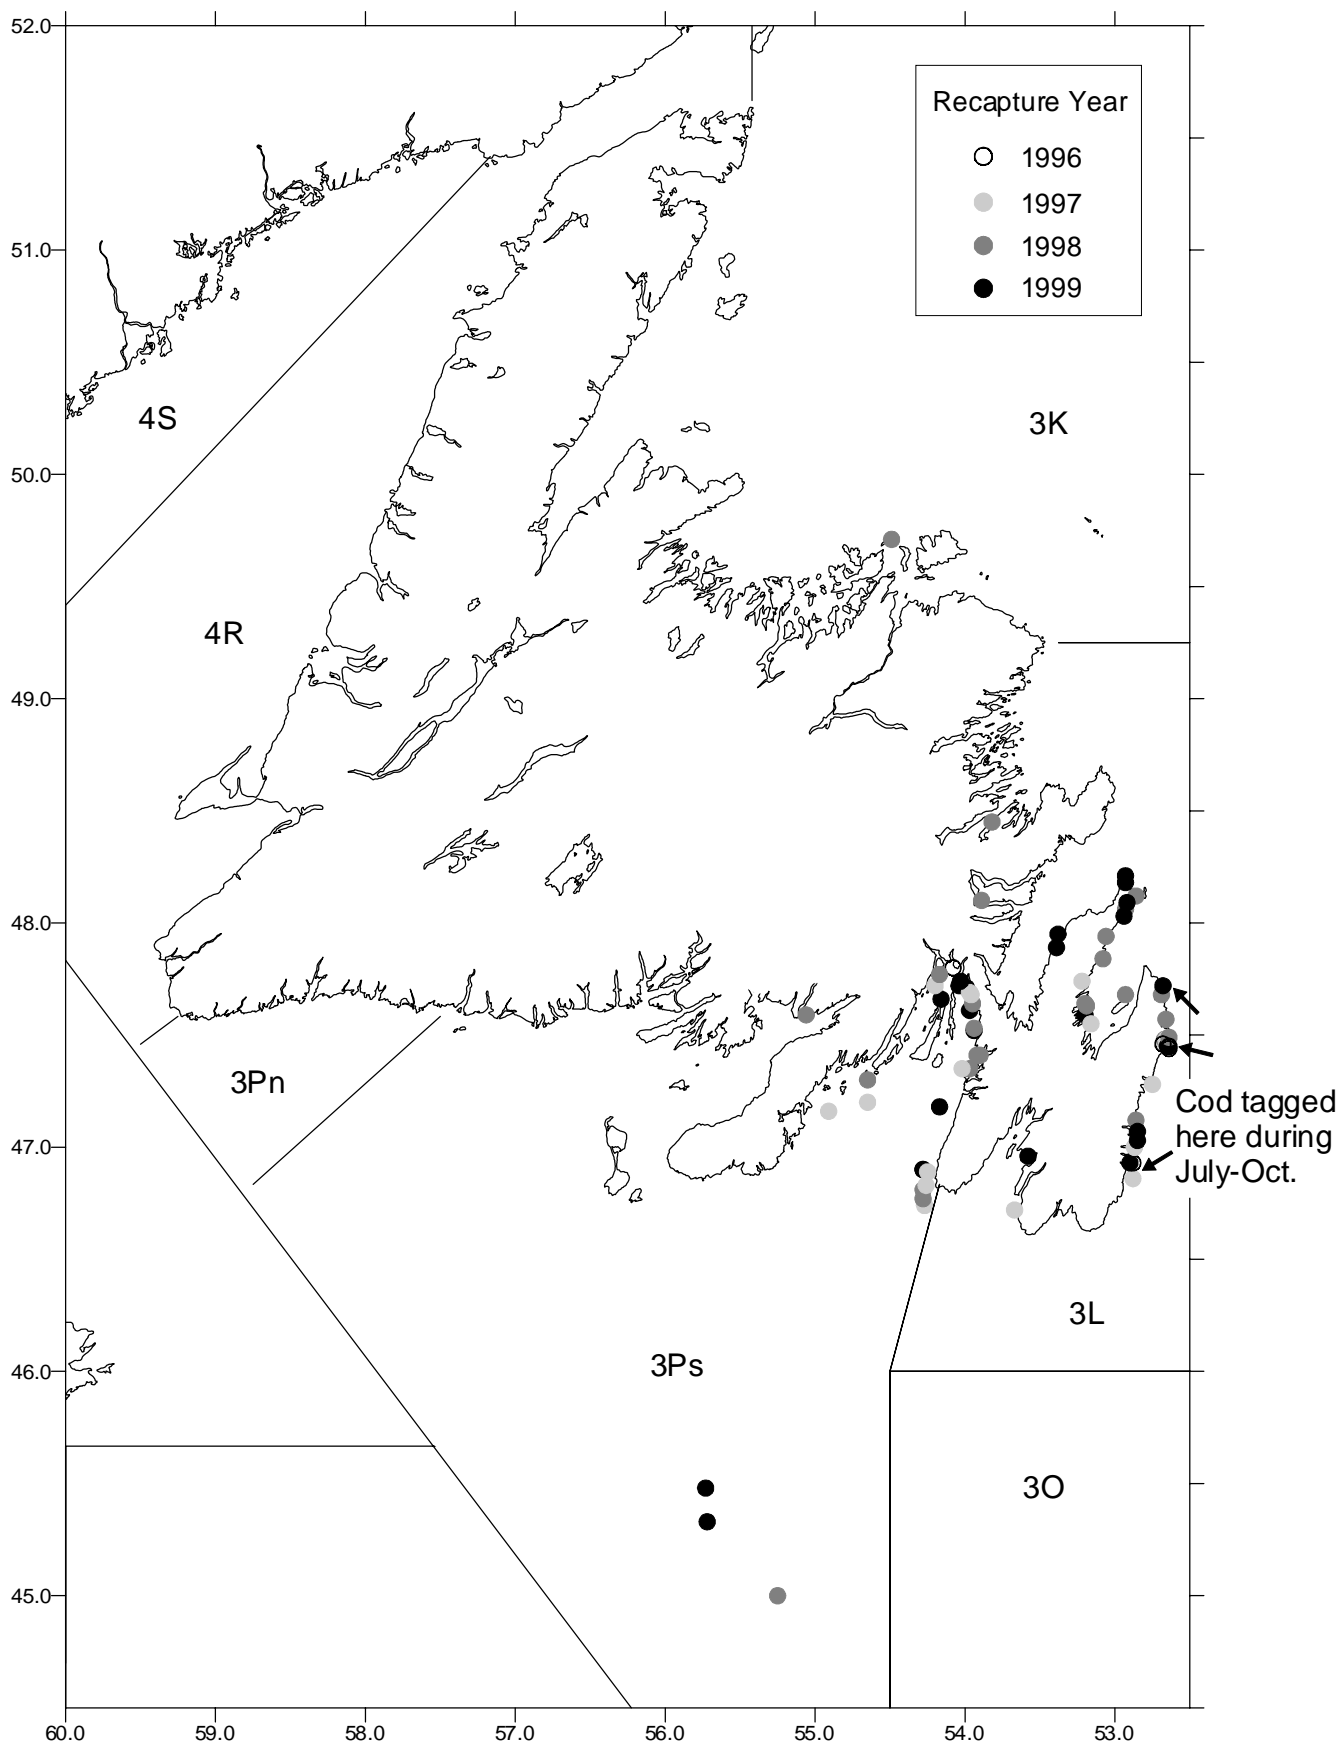 52.0
51.0
50.0
49.0
48.0
47.0
46.0
45.0
Recapture Year
1996
1997
1998
1999
4S
3K
4R
3Pn
Cod tagged
here during
July-Oct.
3L
3Ps
3O
60.0 59.0 58.0 57.0 56.0 55.0 54.0 53.0